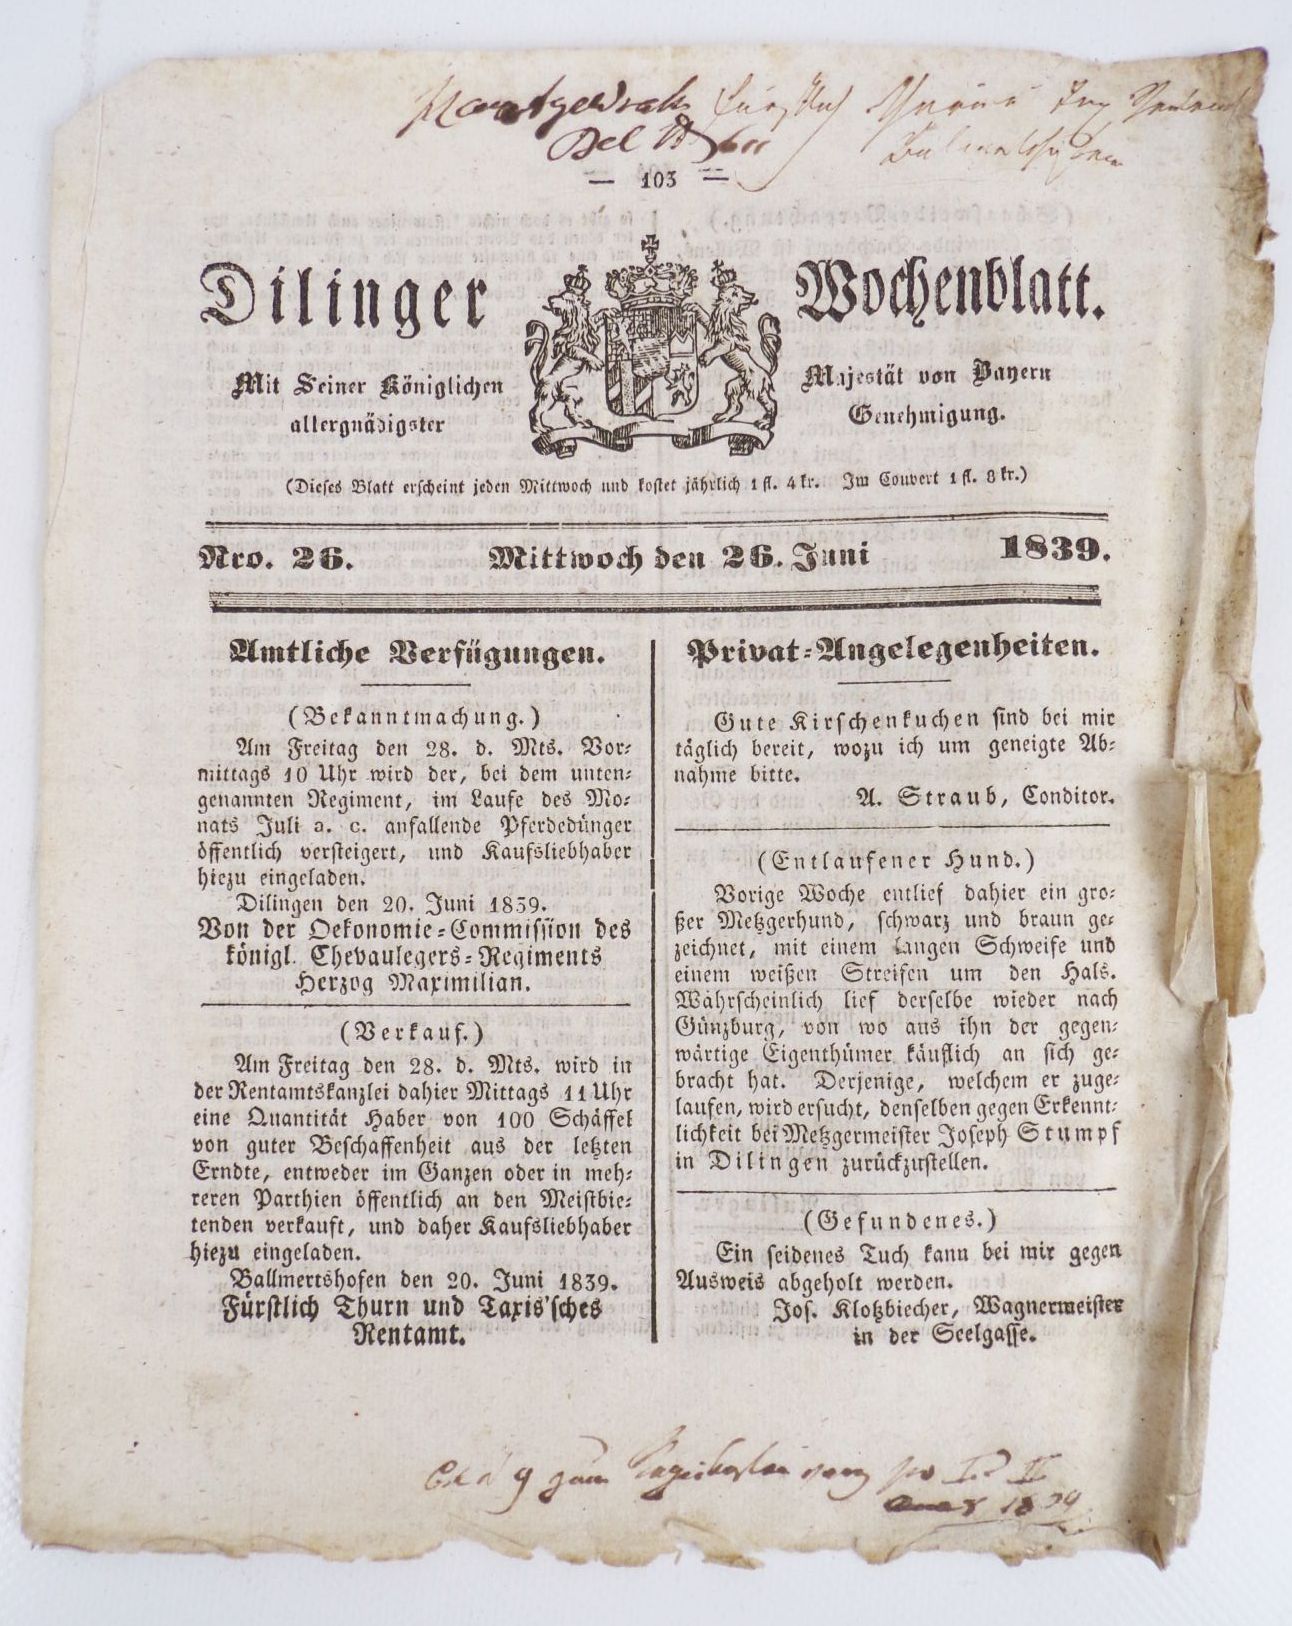 — 103 —
Dilinger Wochenblatt.
Mit Seiner Königlichen Majestät von Bayern
allergnädigster Genehmigung.
(Dieses Blatt erscheint jeden Mittwoch und kostet jährlich 1 fl. 4 kr. Im Couvert 1 fl. 8 kr.)
Nro. 26. Mittwoch den 26. Juni 1839.
Amtliche Verfügungen.
(Bekanntmachung.)
Am Freitag den 28. d. Mts. Vor-
mittags 10 Uhr wird der, bei dem unten-
genannten Regiment, im Laufe des Mo-
nats Juli a. c. anfallende Pferdedünger
öffentlich versteigert, und Kaufsliebhaber
hiezu eingeladen.
Dilingen den 20. Juni 1839.
Von der Oekonomie-Commission des
königl. Chevaulegers-Regiments
Herzog Maximilian.
(Verkauf.)
Am Freitag den 28. d. Mts. wird in
der Rentamtskanzlei dahier Mittags 11 Uhr
eine Quantität Haber von 100 Schäffel
von guter Beschaffenheit aus der letzten
Erndte, entweder im Ganzen oder in meh-
reren Parthien öffentlich an den Meistbie-
tenden verkauft, und daher Kaufsliebhaber
hiezu eingeladen.
Ballmertshofen den 20. Juni 1839.
Fürstlich Thurn und Taxis'sches
Rentamt.
Privat-Angelegenheiten.
Gute Kirschenkuchen sind bei mir
täglich bereit, wozu ich um geneigte Ab-
nahme bitte.
A. Straub, Conditor.
(Entlaufener Hund.)
Vorige Woche entlief dahier ein gro-
ßer Metzgerhund, schwarz und braun ge-
zeichnet, mit einem langen Schweife und
einem weißen Streifen um den Hals.
Wahrscheinlich lief derselbe wieder nach
Günzburg, von wo aus ihn der gegen-
wärtige Eigenthümer käuflich an sich ge-
bracht hat. Derjenige, welchem er zuge-
laufen, wird ersucht, denselben gegen Erkennt-
lichkeit bei Metzgermeister Joseph Stumpf
in Dilingen zurückzustellen.
(Gefundenes.)
Ein seidenes Tuch kann bei mir gegen
Ausweis abgeholt werden.
Jos. Klotzbiecher, Wagnermeister
in der Seelgasse.
1839